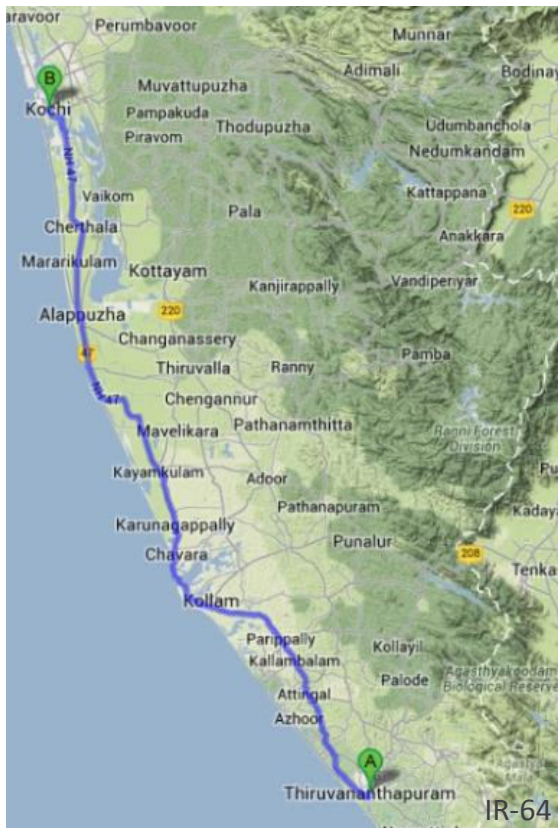 aravoor
Perumbavoor
Munnar
B
Adimali
Bodinay
Kochi
Muvattupuzha
Pampakuda
Udumbanchola
Piravom
Thodupuzha
Nedumkandam
NH 47
Vaikom
Kattappana
Pala
220
Cherthala
Anakkara
Mararikulam
Kottayam
Kanjirappally
Vandiperiyar
Alappuzha
220
Changanassery
47
Pamba
Thiruvalla
Ranny
NH 47
Chengannur
Mavelikara
Pathanamthitta
Ranni Forest
Division
Kayamkulam
Adoor
Pathanapuram
Kaday
Karunagappally
Punalur
Chavara
208
Tenka
Kollam
Parippally
Kollayil
Kallambalam
Agasthyakoodam
Biological Reserve
Palode
Attingal
Azhoor
A
Thiruvananthapuram
IR-64